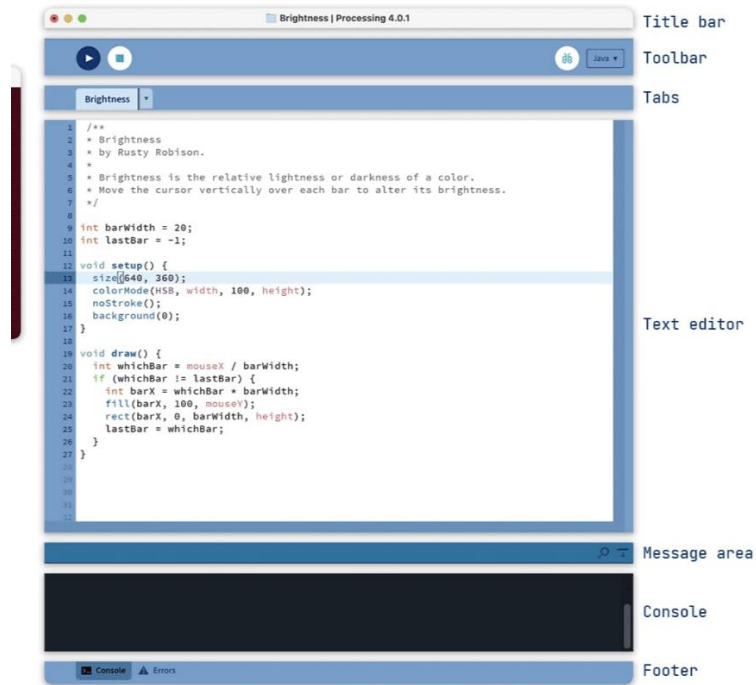 Brightness | Processing 4.0.1
Title bar
Java ▾
Toolbar
Brightness ▾
Tabs
1 /**
2 * Brightness
3 * by Rusty Robison.
4 *
5 * Brightness is the relative lightness or darkness of a color.
6 * Move the cursor vertically over each bar to alter its brightness.
7 */
8
9 int barWidth = 20;
10 int lastBar = -1;
11
12 void setup() {
13 size(640, 360);
14 colorMode(HSB, width, 100, height);
15 noStroke();
16 background(0);
17 }
18
19 void draw() {
20 int whichBar = mouseX / barWidth;
21 if (whichBar != lastBar) {
22 int barX = whichBar * barWidth;
23 fill(barX, 100, mouseY);
24 rect(barX, 0, barWidth, height);
25 lastBar = whichBar;
26 }
27 }
28
29
30
31
32
Text editor
Message area
Console
Console Errors
Footer